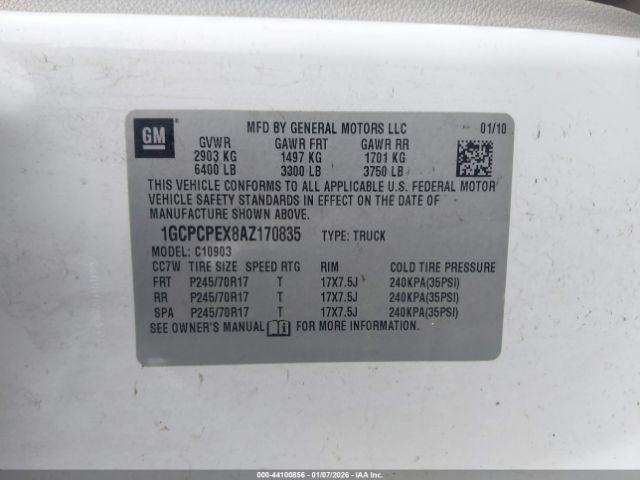 GM
MFD BY GENERAL MOTORS LLC 01/10
GVWR GAWR FRT GAWR RR
2903 KG 1497 KG 1701 KG
6400 LB 3300 LB 3750 LB
THIS VEHICLE CONFORMS TO ALL APPLICABLE U.S. FEDERAL MOTOR
VEHICLE SAFETY STANDARDS IN EFFECT ON THE DATE OF
MANUFACTURE SHOWN ABOVE.
1GCPCPEX8AZ170835 TYPE: TRUCK
MODEL: C10903
CC7W TIRE SIZE SPEED RTG RIM COLD TIRE PRESSURE
FRT P245/70R17 T 17X7.5J 240KPA(35PSI)
RR P245/70R17 T 17X7.5J 240KPA(35PSI)
SPA P245/70R17 T 17X7.5J 240KPA(35PSI)
SEE OWNER'S MANUAL FOR MORE INFORMATION.
000-44100856 - 01/07/2026 - IAAI.CA